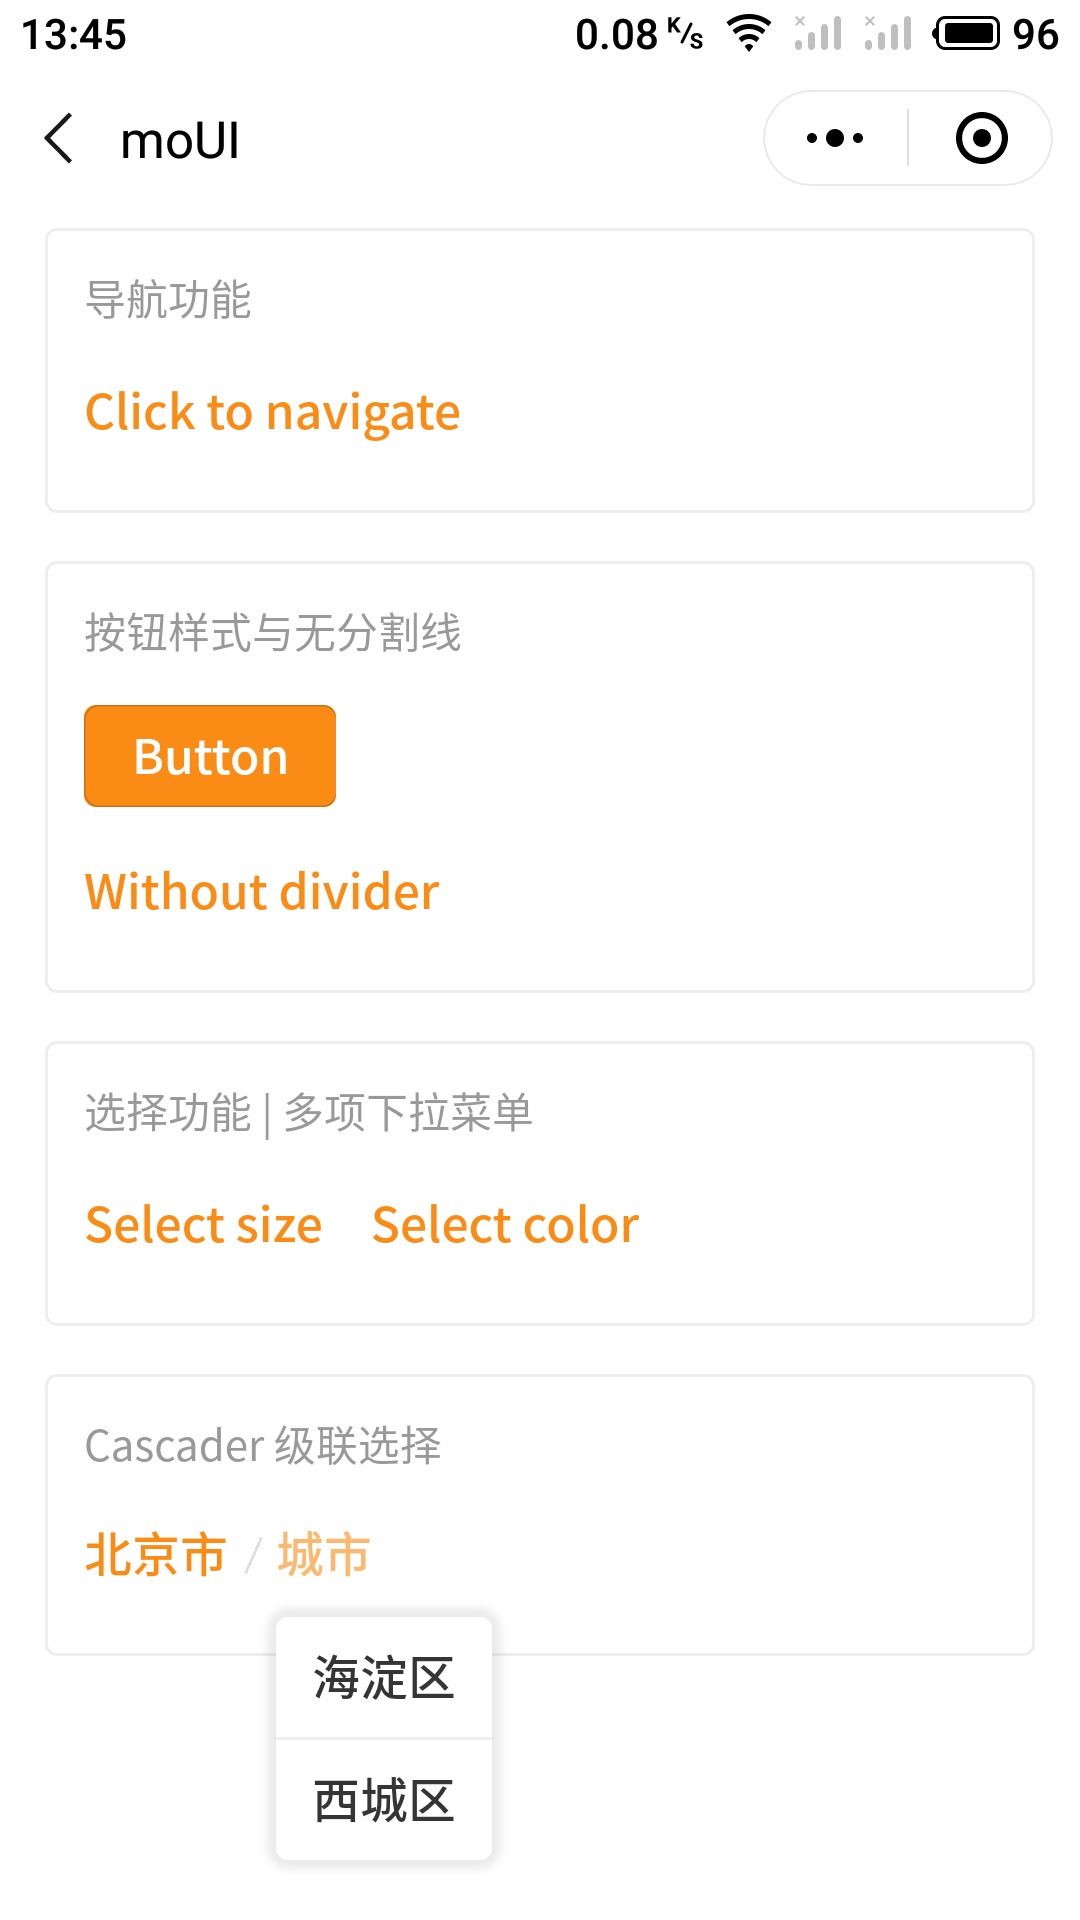 13:45 0.08 K/s 96
moUI
导航功能
Click to navigate
按钮样式与无分割线
Button
Without divider
选择功能 | 多项下拉菜单
Select size Select color
Cascader 级联选择
北京市 / 城市
海淀区
西城区